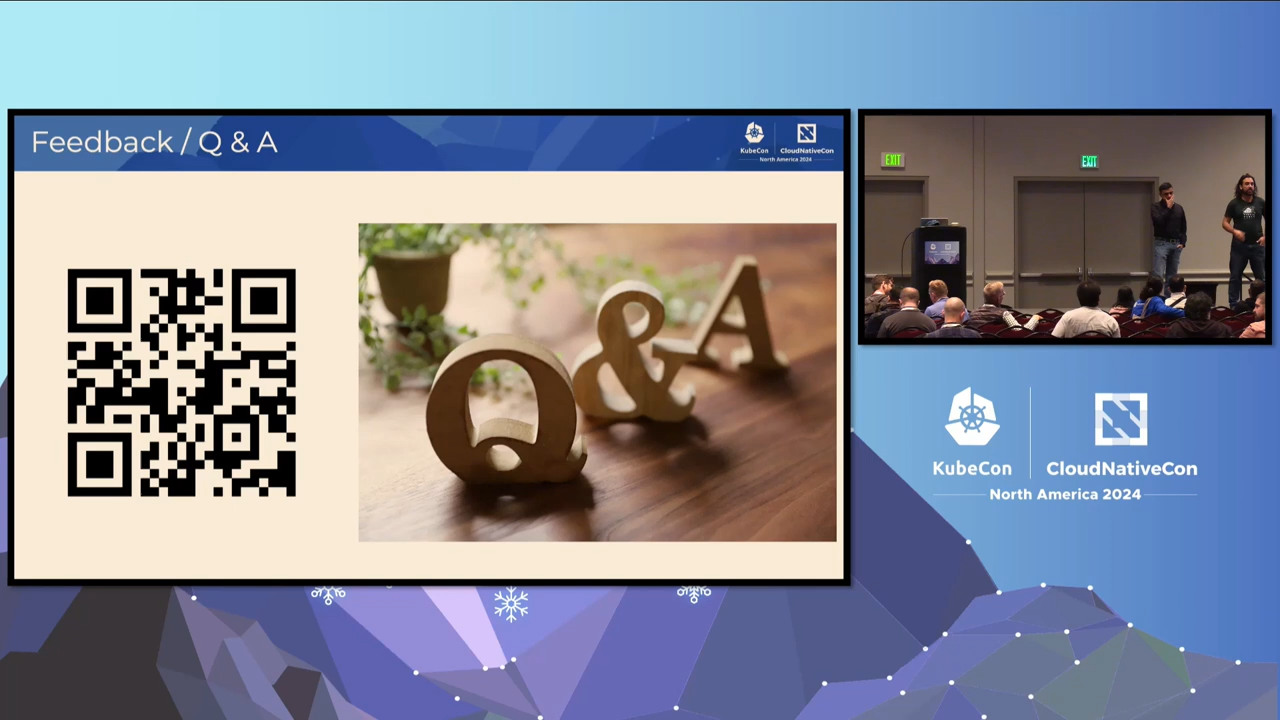 Feedback / Q & A
KubeCon
CloudNativeCon
North America 2024
Q & A
EXIT
EXIT
KubeCon
CloudNativeCon
North America 2024